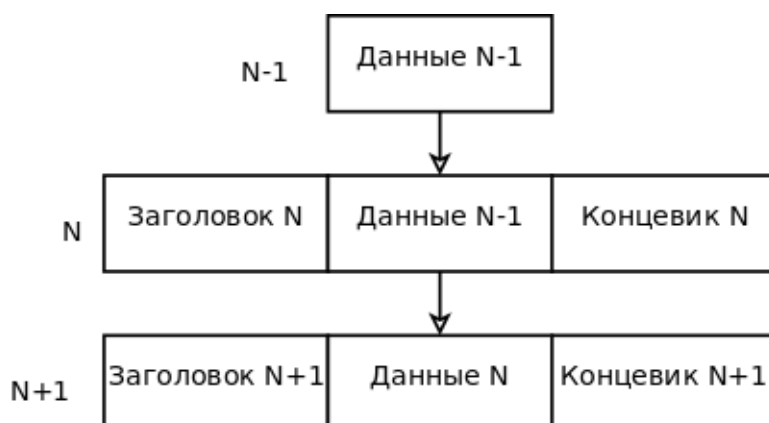 Данные N-1
N-1
Заголовок N Данные N-1 Концевик N
N
Заголовок N+1 Данные N Концевик N+1
N+1